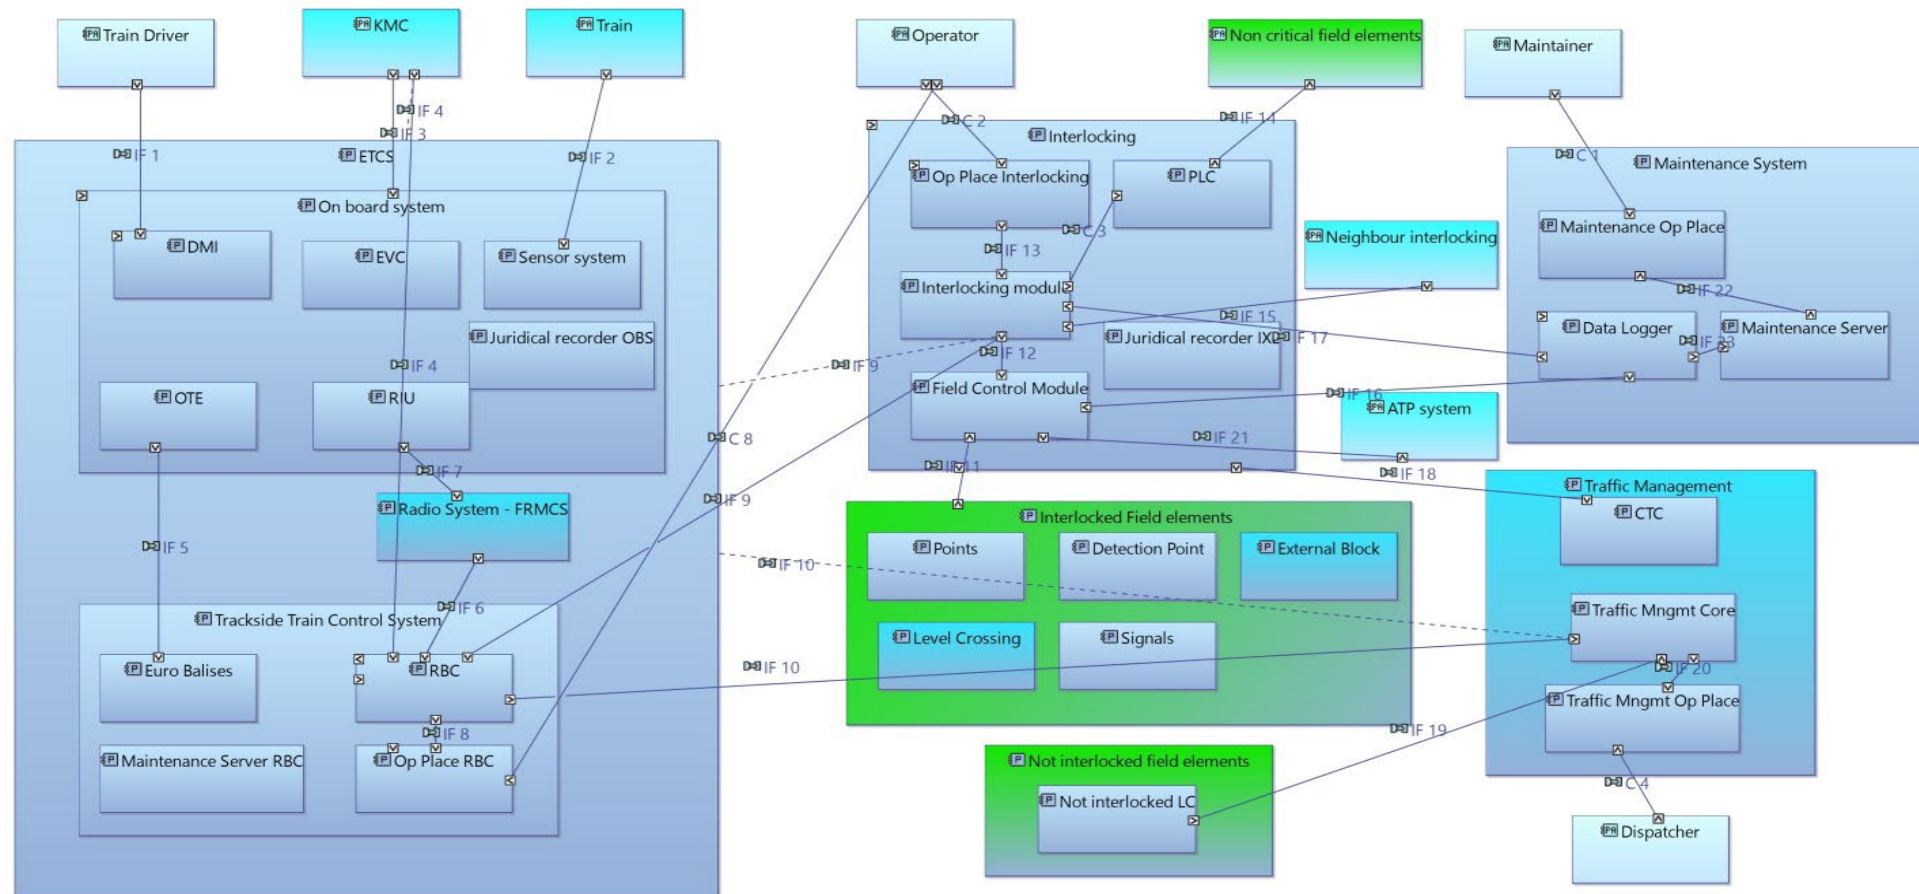 Train Driver
KMC
Train
Operator
Non critical field elements
Maintainer
IF 4
IF 3
IF 1
ETCS
IF 2
C 2
IF 14
Interlocking
C 1
Maintenance System
On board system
Op Place Interlocking
PLC
DMI
EVC
Sensor system
C 3
IF 13
Neighbour interlocking
Maintenance Op Place
Interlocking module
IF 22
Juridical recorder OBS
IF 15
Juridical recorder IXL
IF 17
Data Logger
Maintenance Server
IF 23
IF 4
IF 9
IF 12
OTE
RIU
Field Control Module
IF 16
ATP system
C 8
IF 21
IF 7
IF 11
IF 18
IF 9
Radio System - FRMCS
Traffic Management
CTC
Interlocked Field elements
IF 5
Points
Detection Point
External Block
IF 10
IF 6
Trackside Train Control System
Traffic Mngmt Core
Level Crossing
Signals
Euro Balises
RBC
IF 10
IF 20
Traffic Mngmt Op Place
IF 8
IF 19
Maintenance Server RBC
Op Place RBC
Not interlocked field elements
Not interlocked LC
C 4
Dispatcher